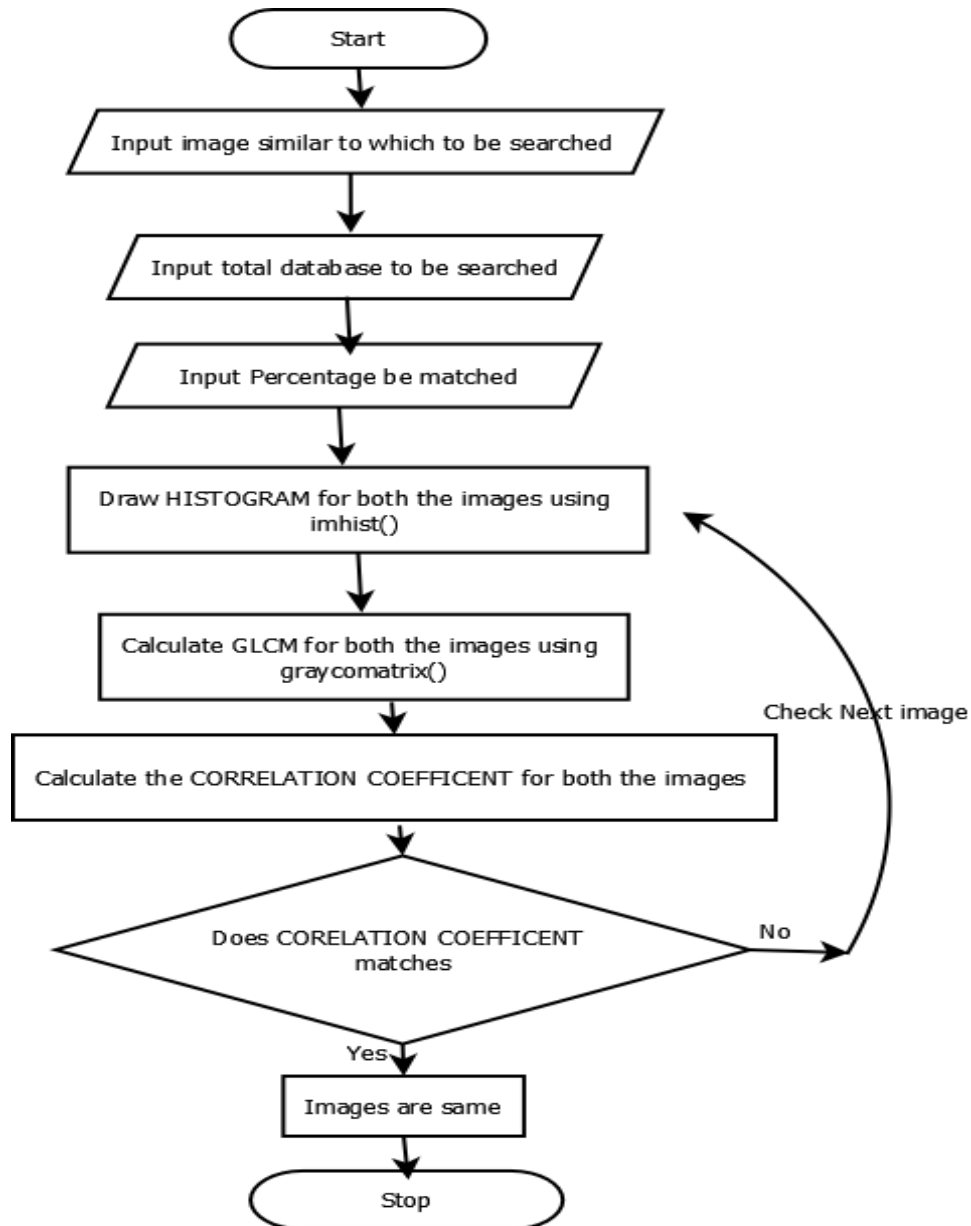 Start
Input image similar to which to be searched
Input total database to be searched
Input Percentage be matched
Draw HISTOGRAM for both the images using
imhist()
Calculate GLCM for both the images using
graycomatrix()
Check Next image
Calculate the CORRELATION COEFFICENT for both the images
Does CORELATION COEFFICENT
matches
No
Yes
Images are same
Stop